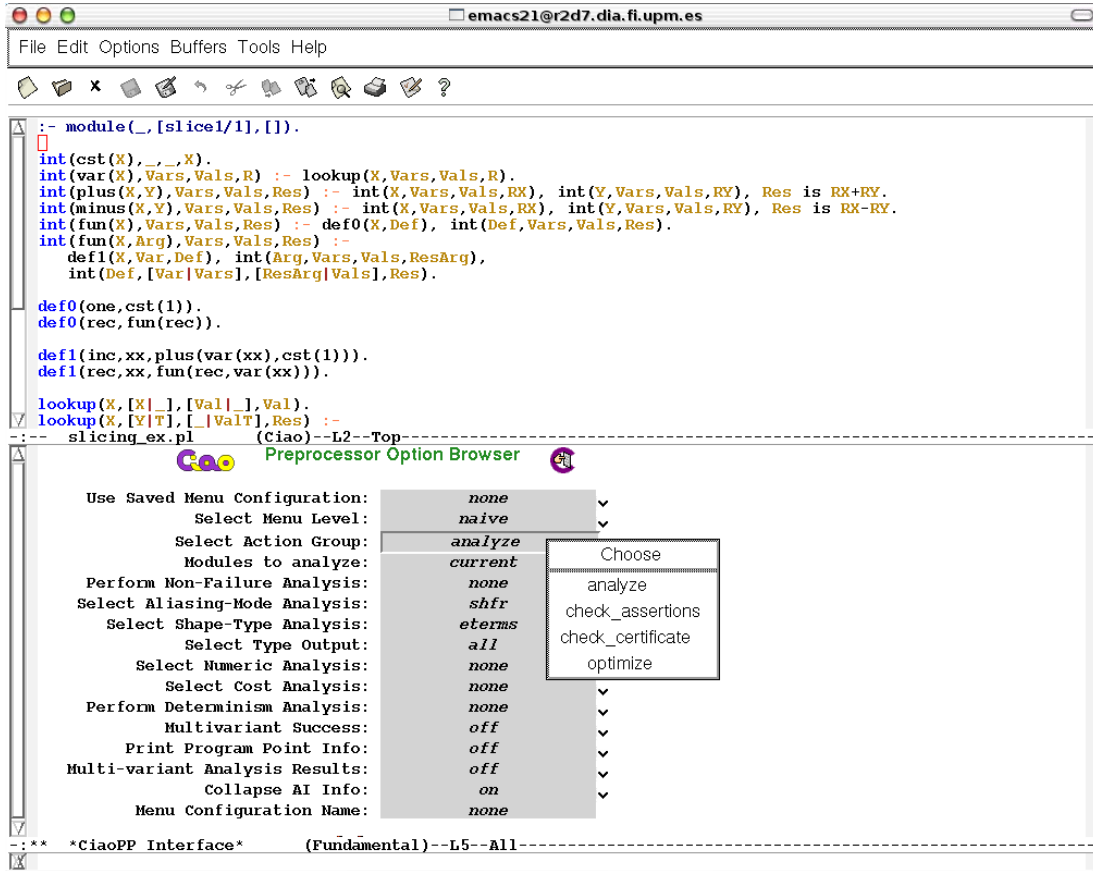 emacs21@r2d7.dia.fi.upm.es
File Edit Options Buffers Tools Help
:- module(_,[slice1/1],[]).
int(cst(X),_,_,X).
int(var(X),Vars,Vals,R) :- lookup(X,Vars,Vals,R).
int(plus(X,Y),Vars,Vals,Res) :- int(X,Vars,Vals,RX), int(Y,Vars,Vals,RY), Res is RX+RY.
int(minus(X,Y),Vars,Vals,Res) :- int(X,Vars,Vals,RX), int(Y,Vars,Vals,RY), Res is RX-RY.
int(fun(X),Vars,Vals,Res) :- def0(X,Def), int(Def,Vars,Vals,Res).
int(fun(X,Arg),Vars,Vals,Res) :-
def1(X,Var,Def), int(Arg,Vars,Vals,ResArg),
int(Def,[Var|Vars],[ResArg|Vals],Res).
def0(one,cst(1)).
def0(rec,fun(rec)).
def1(inc,xx,plus(var(xx),cst(1))).
def1(rec,xx,fun(rec,var(xx))).
lookup(X,[X|_],[Val|_],Val).
lookup(X,[Y|T],[_|ValT],Res) :-
-:-- slicing_ex.pl (Ciao)--L2--Top
Ciao Preprocessor Option Browser
Use Saved Menu Configuration: none
Select Menu Level: naive
Select Action Group: analyze
Modules to analyze: current
Perform Non-Failure Analysis: none
Select Aliasing-Mode Analysis: shfr
Select Shape-Type Analysis: eterms
Select Type Output: all
Select Numeric Analysis: none
Select Cost Analysis: none
Perform Determinism Analysis: none
Multivariant Success: off
Print Program Point Info: off
Multi-variant Analysis Results: off
Collapse AI Info: on
Menu Configuration Name: none
Choose
analyze
check_assertions
check_certificate
optimize
-:** *CiaoPP Interface* (Fundamental)--L5--All